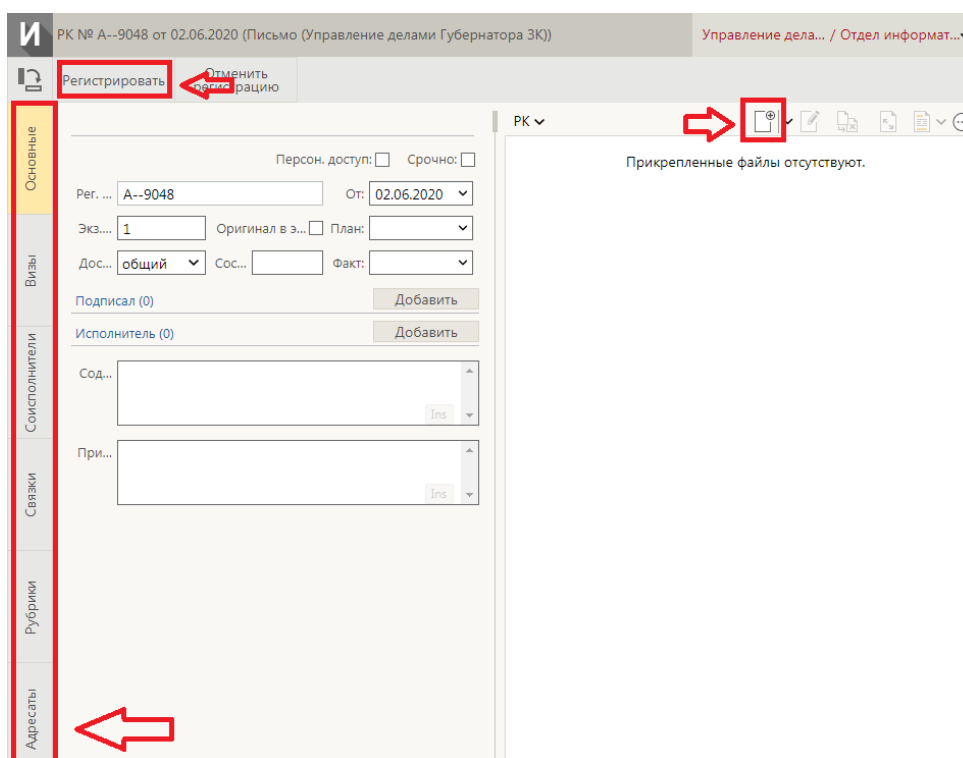 И
РК № А--9048 от 02.06.2020 (Письмо (Управление делами Губернатора ЗК))
Управление дела... / Отдел информат...
Регистрировать
Отменить
регистрацию
РК
Прикрепленные файлы отсутствуют.
Основные
Визы
Соисполнители
Связки
Рубрики
Адресаты
Персон. доступ:
Срочно:
Рег. ...
А--9048
От:
02.06.2020
Экз....
1
Оригинал в э...
План:
Дос...
общий
Сос...
Факт:
Подписал (0)
Добавить
Исполнитель (0)
Добавить
Сод...
Ins
При...
Ins